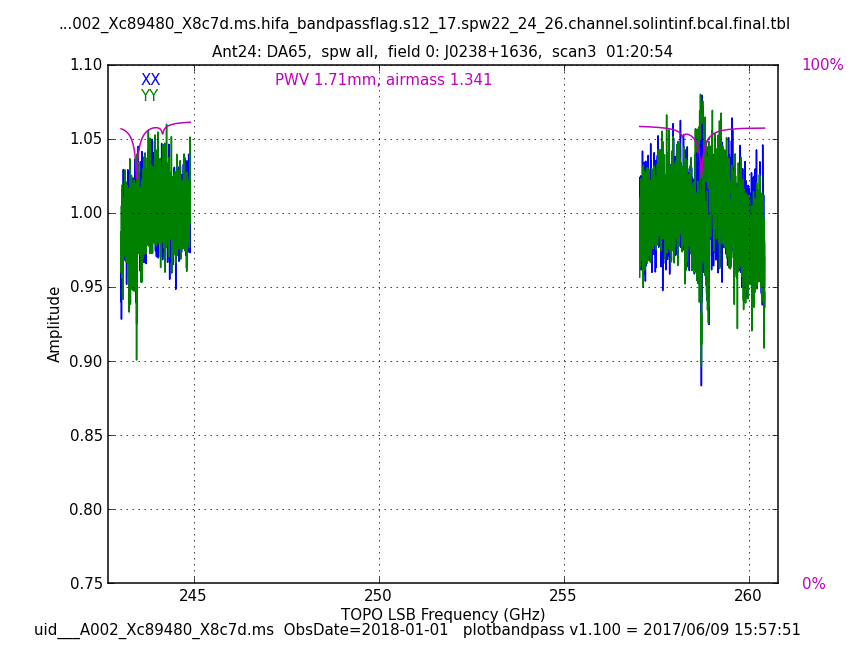 ...002_Xc89480_X8c7d.ms.hifa_bandpassflag.s12_17.spw22_24_26.channel.solintinf.bcal.final.tbl
Ant24: DA65,  spw all,  field 0: J0238+1636,  scan3  01:20:54
XX
YY
PWV 1.71mm, airmass 1.341
100%
0%
1.10
1.05
1.00
0.95
0.90
0.85
0.80
0.75
Amplitude
245
250
255
260
TOPO LSB Frequency (GHz)
uid___A002_Xc89480_X8c7d.ms  ObsDate=2018-01-01   plotbandpass v1.100 = 2017/06/09 15:57:51